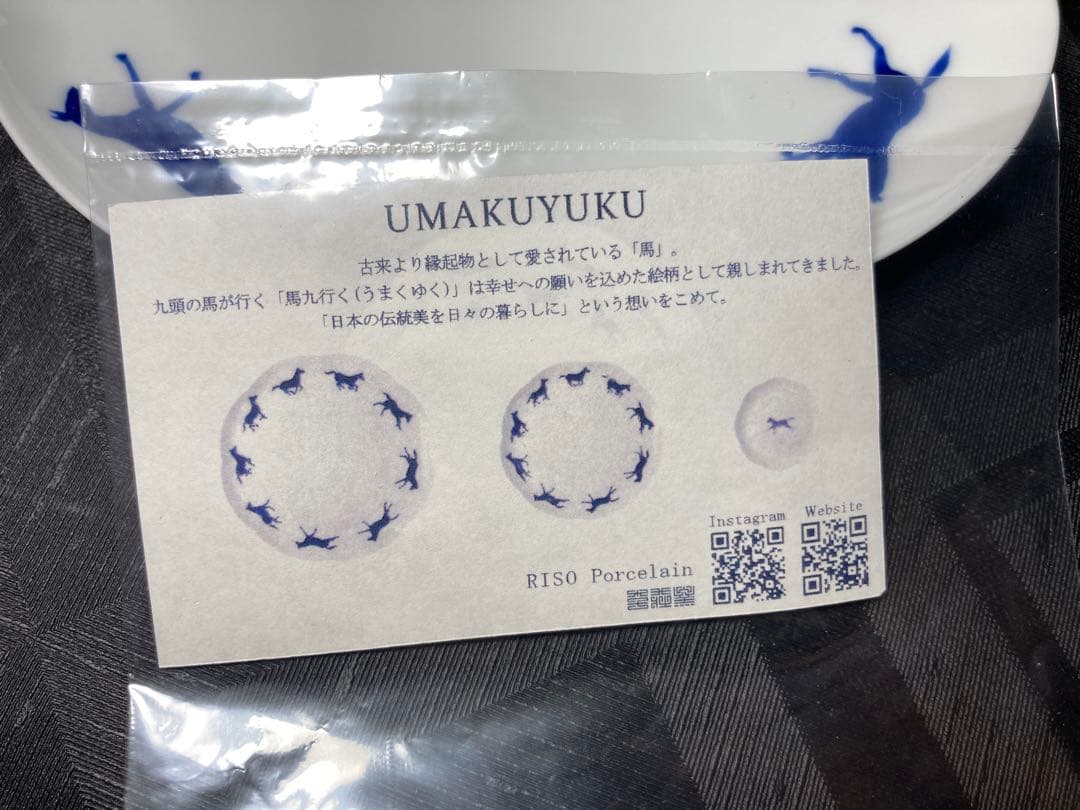 UMAKUYUKU
古来より縁起物として愛されている「馬」。
九頭の馬が行く「馬九行く(うまくゆく)」は幸せへの願いを込めた絵柄として親しまれてきました。
「日本の伝統美を日々の暮らしに」という想いをこめて。
Instagram
Website
RISO Porcelain